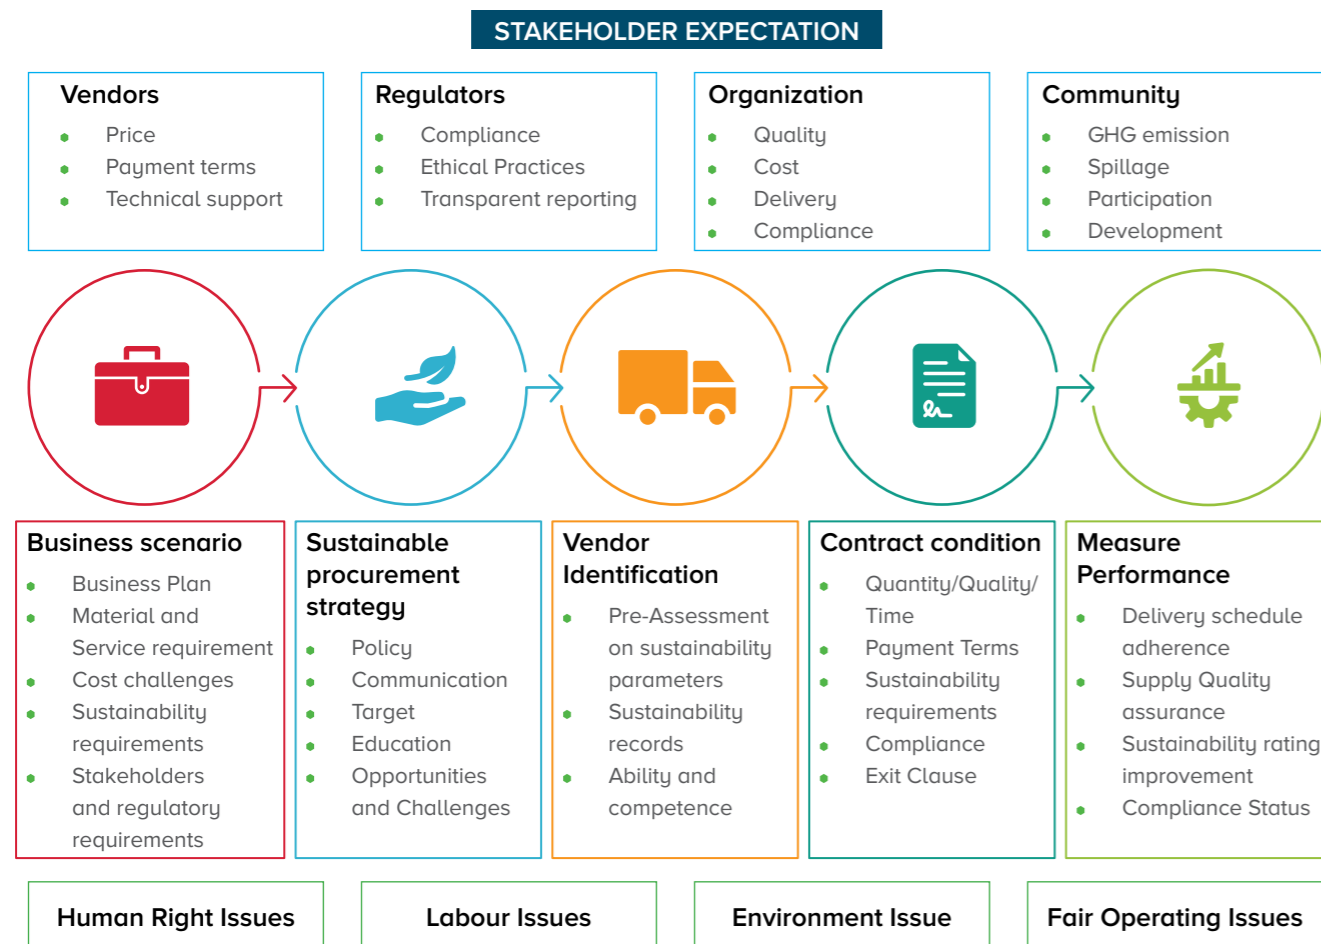 STAKEHOLDER EXPECTATION
Vendors
Price
Payment terms
Technical support
Regulators
Compliance
Ethical Practices
Transparent reporting
Organization
Quality
Cost
Delivery
Compliance
Community
GHG emission
Spillage
Participation
Development
Business scenario
Business Plan
Material and
Service requirement
Cost challenges
Sustainability
requirements
Stakeholders
and regulatory
requirements
Sustainable
procurement
strategy
Policy
Communication
Target
Education
Opportunities
and Challenges
Vendor
Identification
Pre-Assessment
on sustainability
parameters
Sustainability
records
Ability and
competence
Contract condition
Quantity/Quality/
Time
Payment Terms
Sustainability
requirements
Compliance
Exit Clause
Measure
Performance
Delivery schedule
adherence
Supply Quality
assurance
Sustainability rating
improvement
Compliance Status
Human Right Issues
Labour Issues
Environment Issue
Fair Operating Issues